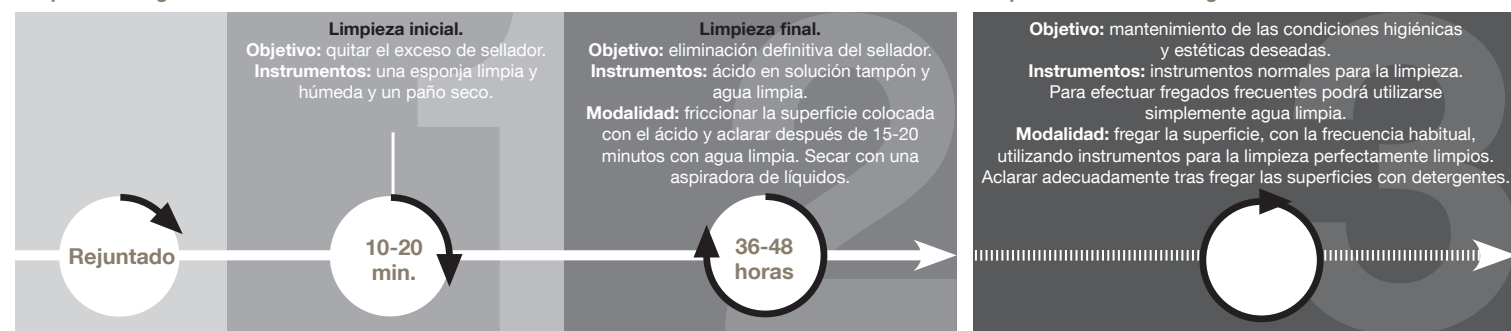 Limpieza inicial.
Objetivo: quitar el exceso de sellador.
Instrumentos: una esponja limpia y
húmeda y un paño seco.
Limpieza final.
Objetivo: eliminación definitiva del sellador.
Instrumentos: ácido en solución tampón y
agua limpia.
Modalidad: friccionar la superficie colocada
con el ácido y aclarar después de 15-20
minutos con agua limpia. Secar con una
aspiradora de líquidos.
Objetivo: mantenimiento de las condiciones higiénicas
y estéticas deseadas.
Instrumentos: instrumentos normales para la limpieza.
Para efectuar fregados frecuentes podrá utilizarse
simplemente agua limpia.
Modalidad: fregar la superficie, con la frecuencia habitual,
utilizando instrumentos para la limpieza perfectamente limpios.
Aclarar adecuadamente tras fregar las superficies con detergentes.
1
2
3
Rejuntado
10-20
min.
36-48
horas